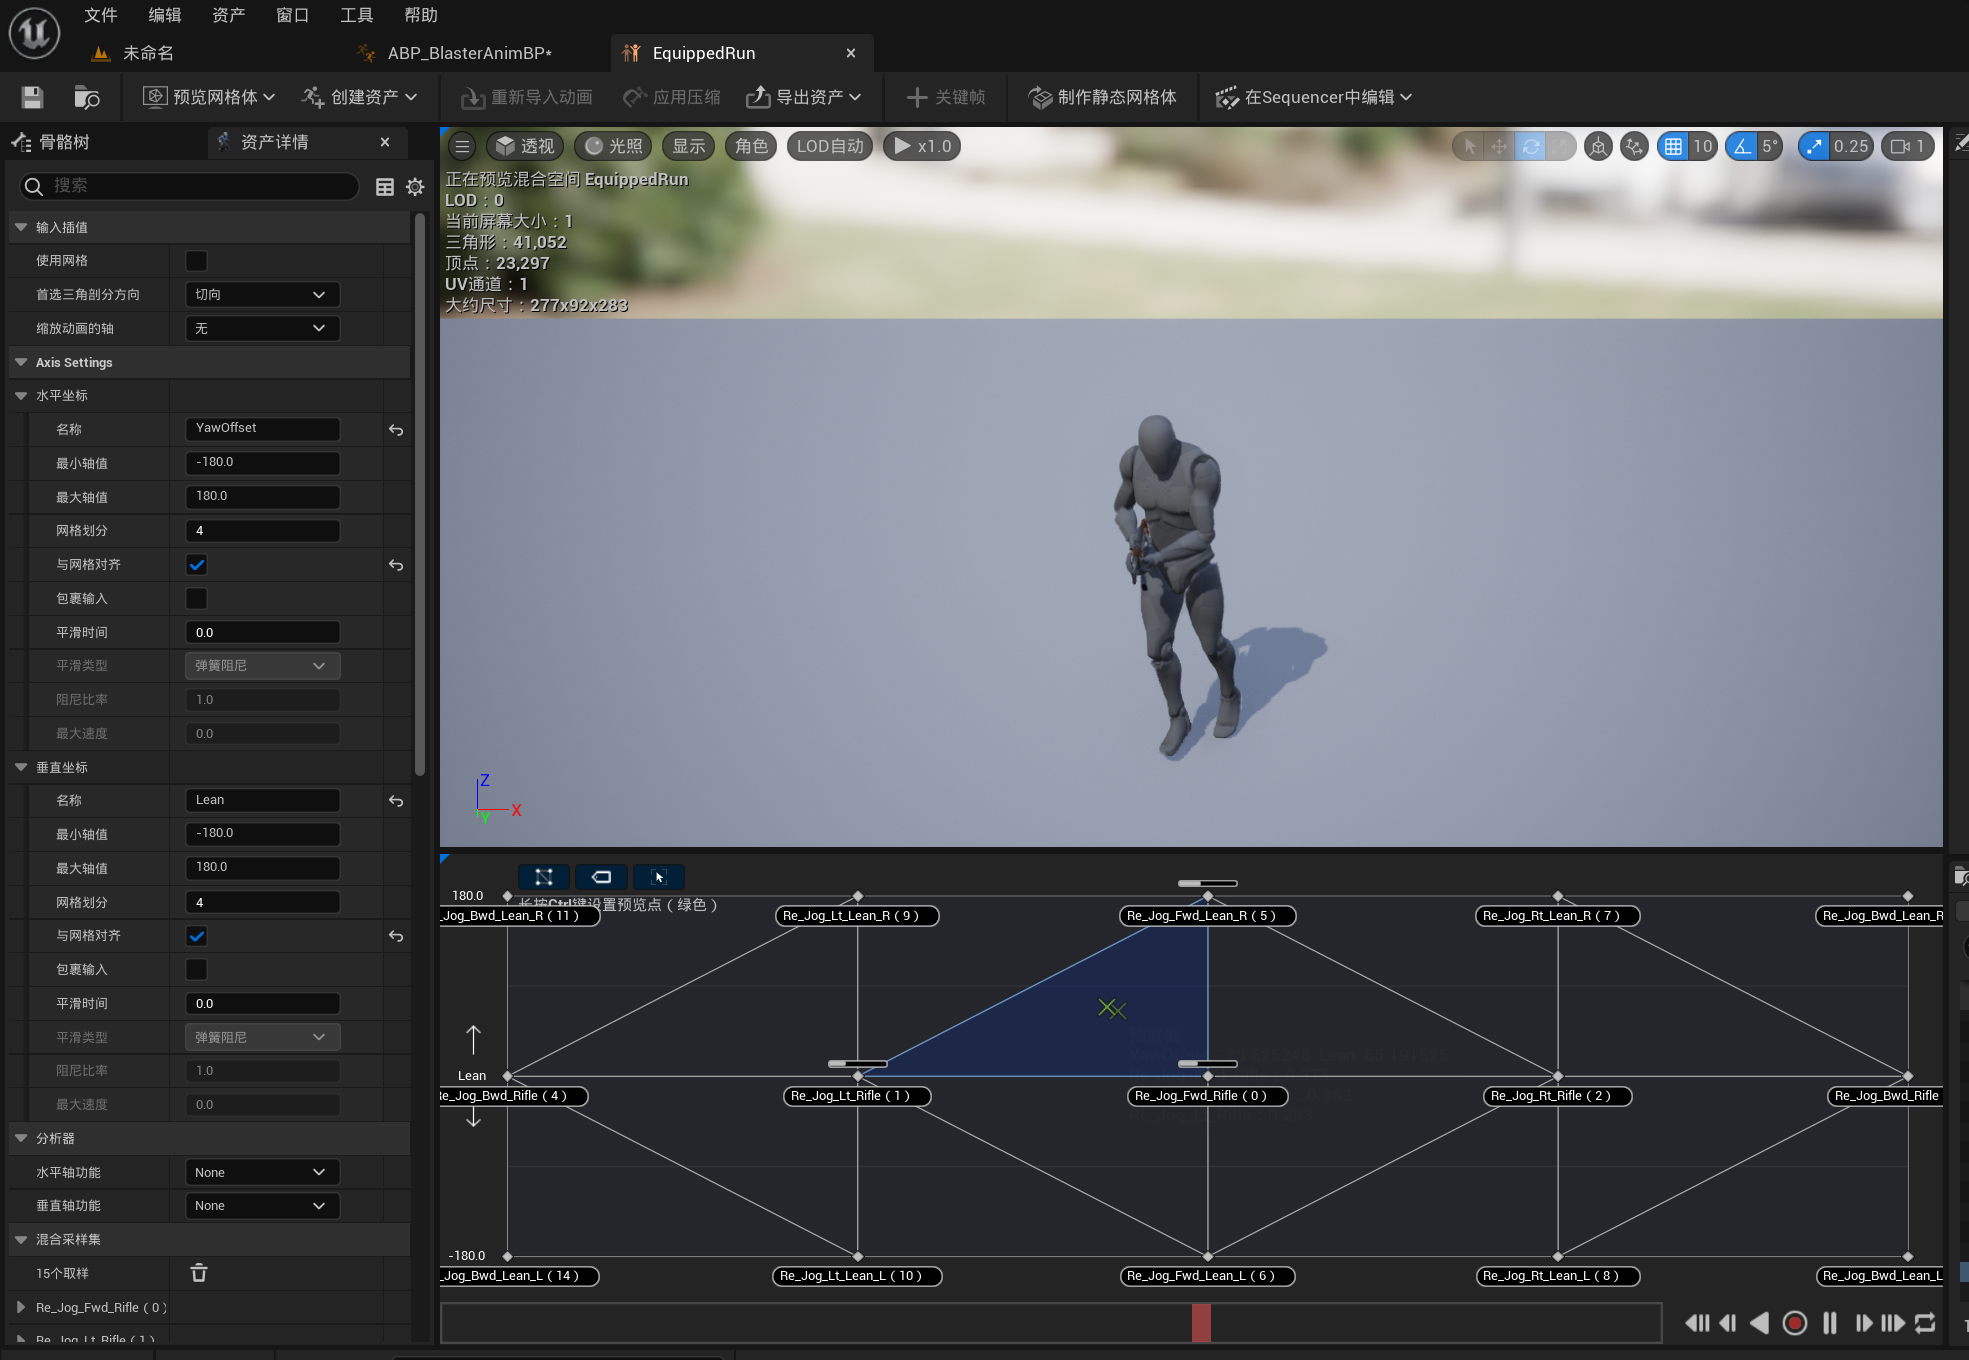 文件 编辑 资产 窗口 工具 帮助
未命名 ABP_BlasterAnimBP* EquippedRun
预览网格体 创建资产 重新导入动画 应用压缩 导出资产 关键帧 制作静态网格体 在Sequencer中编辑
骨骼树 资产详情
搜索
透视 光照 显示 角色 LOD自动 x1.0 10 5° 0.25 1
正在预览混合空间 EquippedRun
LOD：0
当前屏幕大小：1
三角形：41,052
顶点：23,297
UV通道：1
大约尺寸：277x92x283
输入插值
使用网格
首选三角剖分方向 切向
缩放动画的轴 无
Axis Settings
水平坐标
名称 YawOffset
最小轴值 -180.0
最大轴值 180.0
网格划分 4
与网格对齐
包裹输入
平滑时间 0.0
平滑类型 弹簧阻尼
阻尼比率 1.0
最大速度 0.0
垂直坐标
名称 Lean
最小轴值 -180.0
最大轴值 180.0
网格划分 4
与网格对齐
包裹输入
平滑时间 0.0
平滑类型 弹簧阻尼
阻尼比率 1.0
最大速度 0.0
分析器
水平轴功能 None
垂直轴功能 None
混合采样集
15个取样
Re_Jog_Fwd_Rifle ( 0 )
Re_Jog_Lt_Rifle ( 1 )
Z
X
Y
180.0
长按Ctrl键设置预览点（绿色）
_Jog_Bwd_Lean_R ( 11 ) Re_Jog_Lt_Lean_R ( 9 ) Re_Jog_Fwd_Lean_R ( 5 ) Re_Jog_Rt_Lean_R ( 7 ) Re_Jog_Bwd_Lean_R
Lean
Re_Jog_Bwd_Rifle ( 4 ) Re_Jog_Lt_Rifle ( 1 ) Re_Jog_Fwd_Rifle ( 0 ) Re_Jog_Rt_Rifle ( 2 ) Re_Jog_Bwd_Rifle
-180.0
_Jog_Bwd_Lean_L ( 14 ) Re_Jog_Lt_Lean_L ( 10 ) Re_Jog_Fwd_Lean_L ( 6 ) Re_Jog_Rt_Lean_L ( 8 ) Re_Jog_Bwd_Lean_L